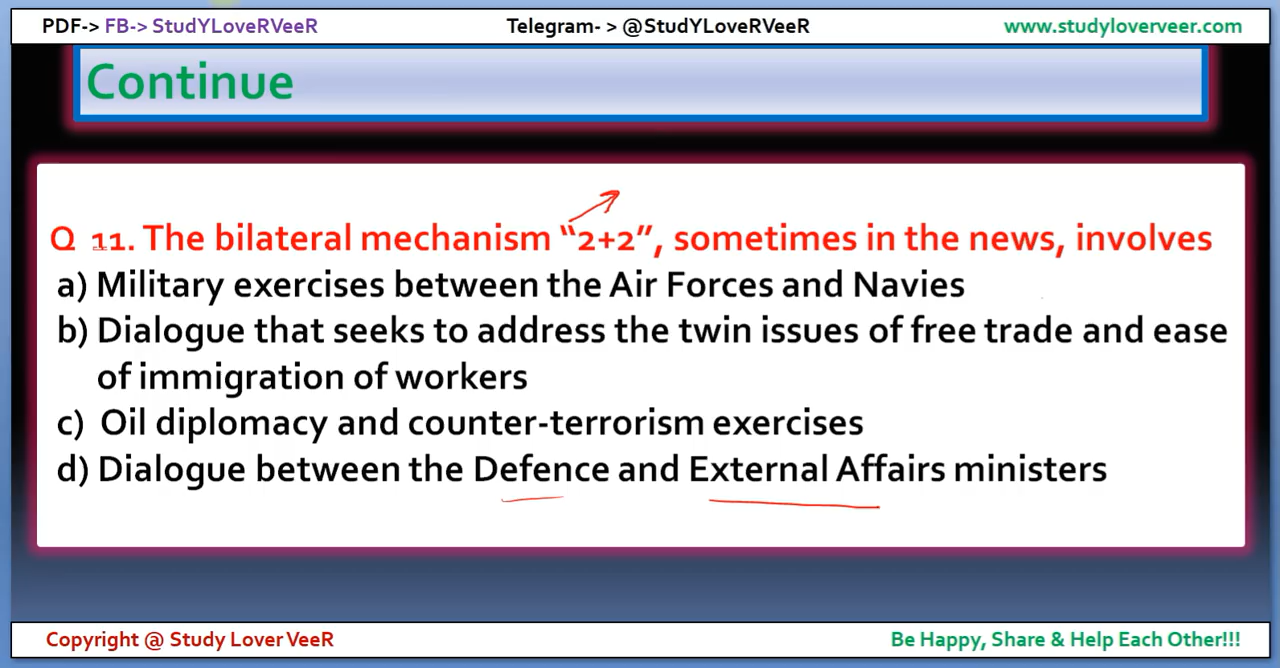 PDF-> FB-> StudYLoveRVeeR Telegram- > @StudYLoveRVeeR www.studyloverveer.com
Continue
Q 11. The bilateral mechanism “2+2”, sometimes in the news, involves
a) Military exercises between the Air Forces and Navies
b) Dialogue that seeks to address the twin issues of free trade and ease
of immigration of workers
c) Oil diplomacy and counter-terrorism exercises
d) Dialogue between the Defence and External Affairs ministers
Copyright @ Study Lover VeeR Be Happy, Share & Help Each Other!!!